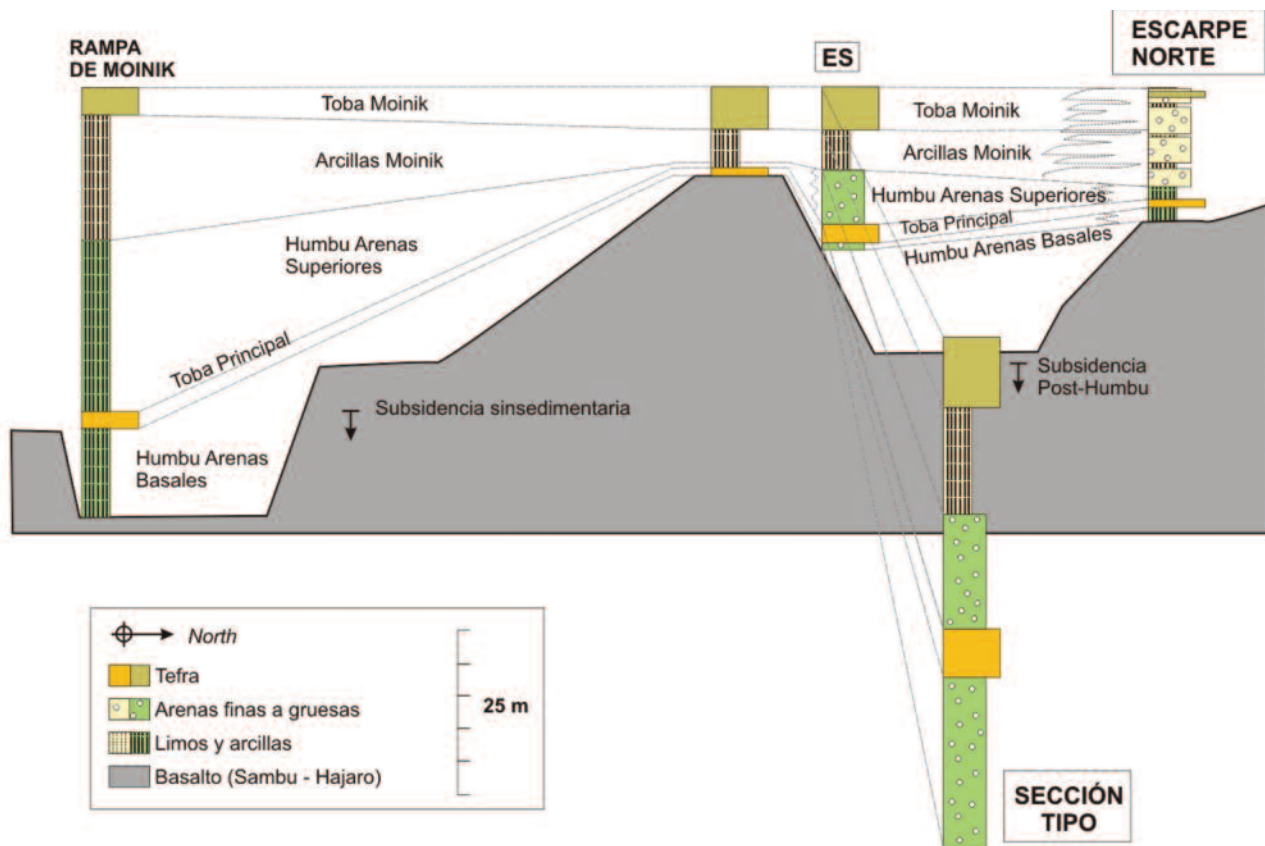 RAMPA
DE MOINIK
ES
ESCARPE
NORTE
Toba Moinik
Toba Moinik
Arcillas Moinik
Arcillas Moinik
Humbu Arenas Superiores
Toba Principal
Humbu Arenas Basales
Humbu Arenas
Superiores
Toba Principal
Subsidencia
Post-Humbu
Subsidencia sinsedimentaria
Humbu Arenas
Basales
North
Tefra
Arenas finas a gruesas
Limos y arcillas
Basalto (Sambu - Hajaro)
25 m
SECCIÓN
TIPO